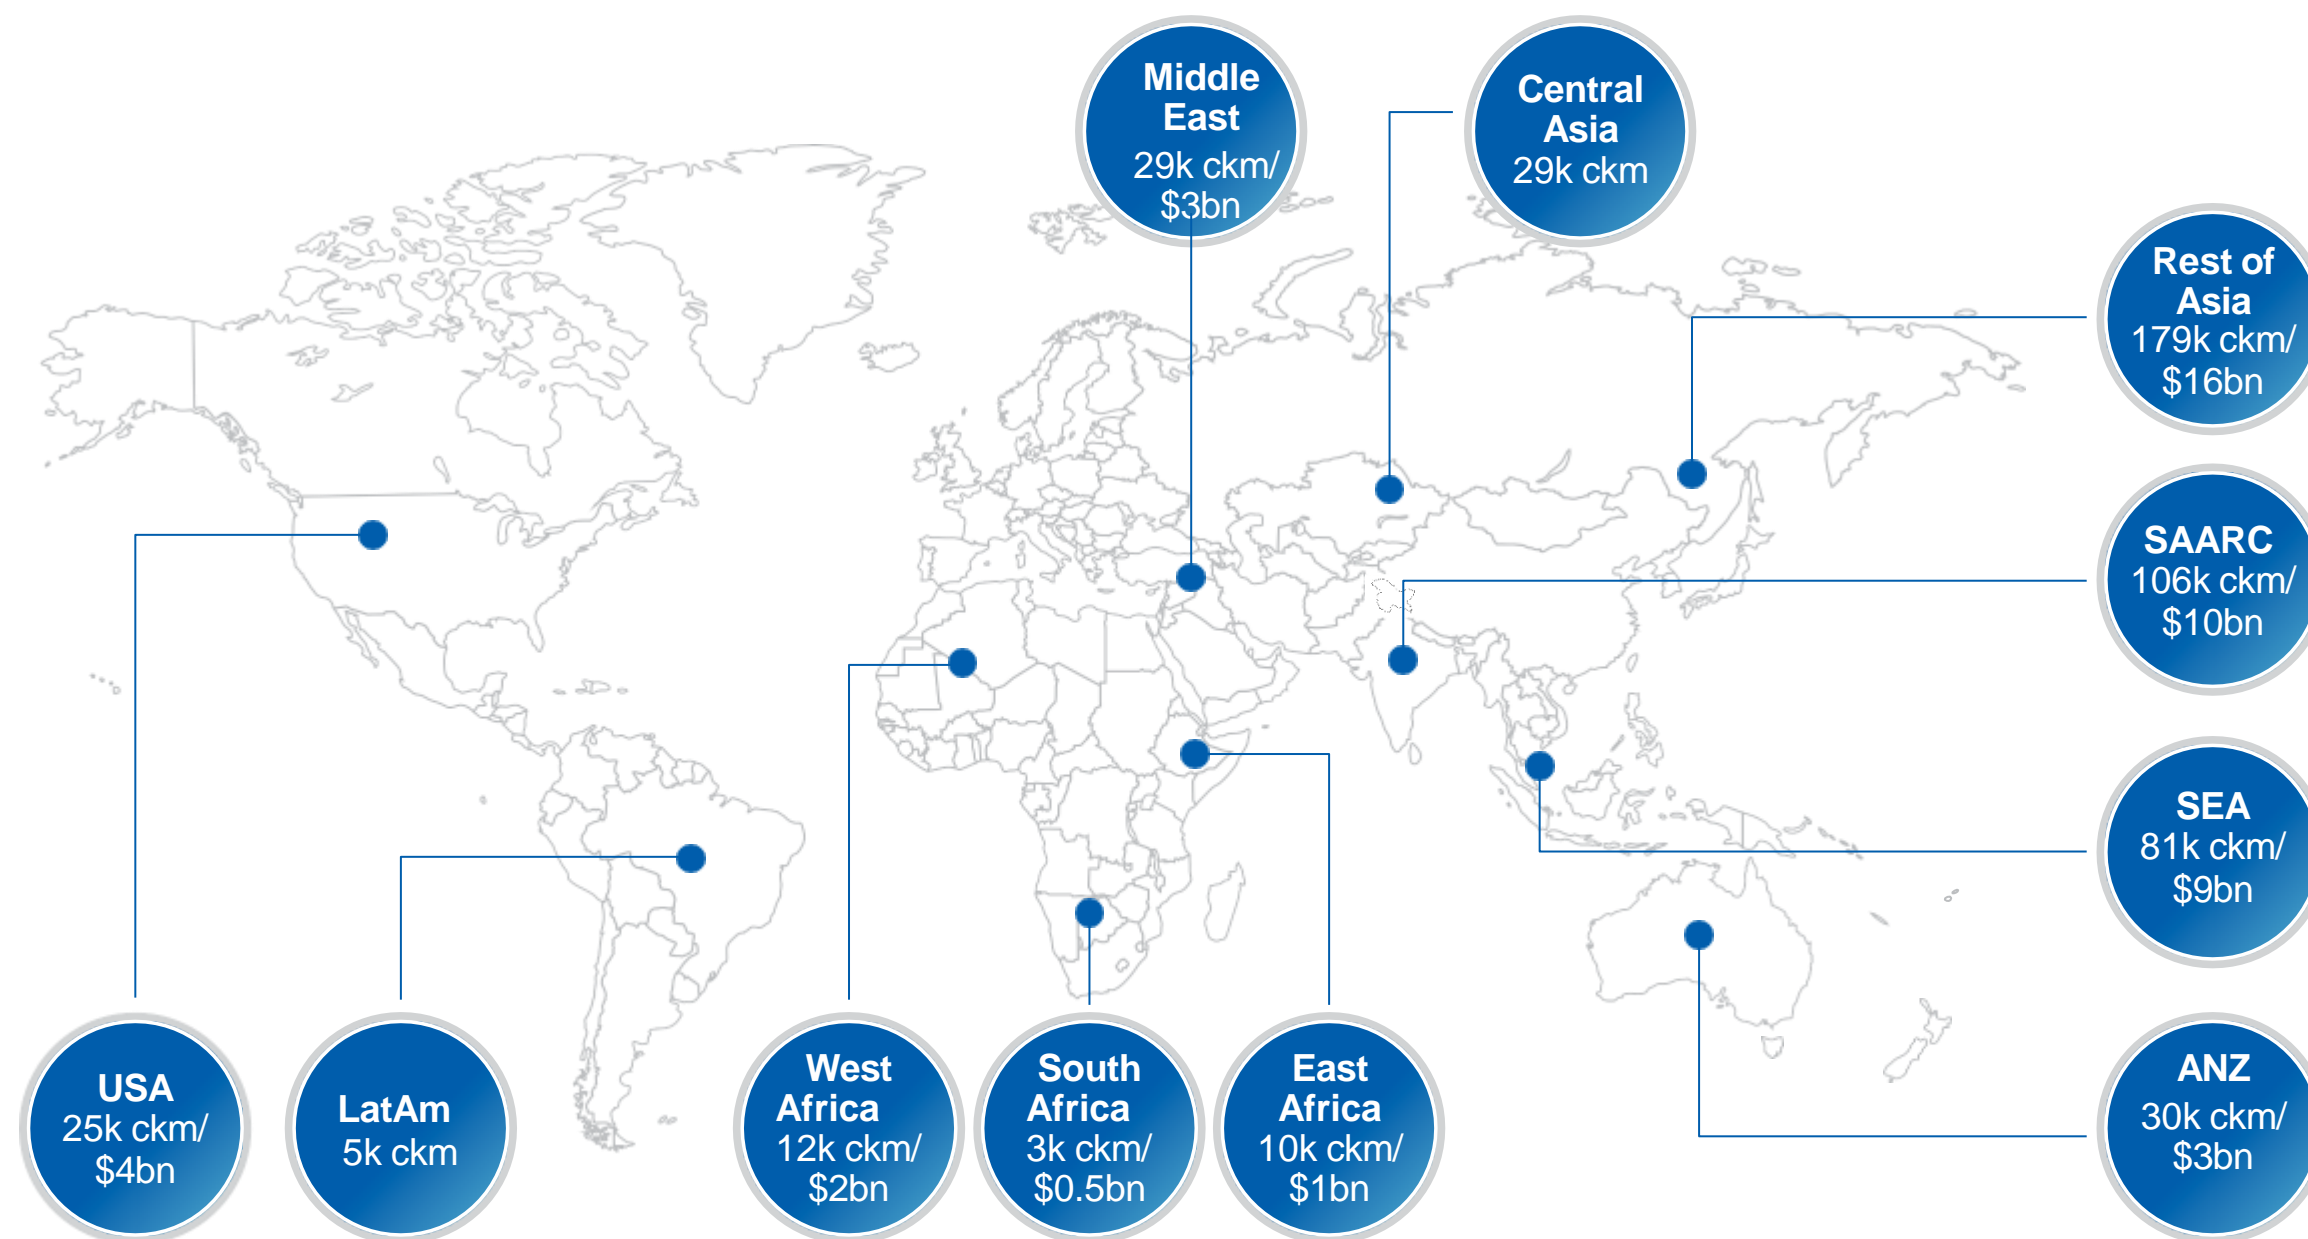 Middle
East
29k ckm/
$3bn
Central
Asia
29k ckm
Rest of
Asia
179k ckm/
$16bn
SAARC
106k ckm/
$10bn
SEA
81k ckm/
$9bn
USA
25k ckm/
$4bn
LatAm
5k ckm
West
Africa
12k ckm/
$2bn
South
Africa
3k ckm/
$0.5bn
East
Africa
10k ckm/
$1bn
ANZ
30k ckm/
$3bn